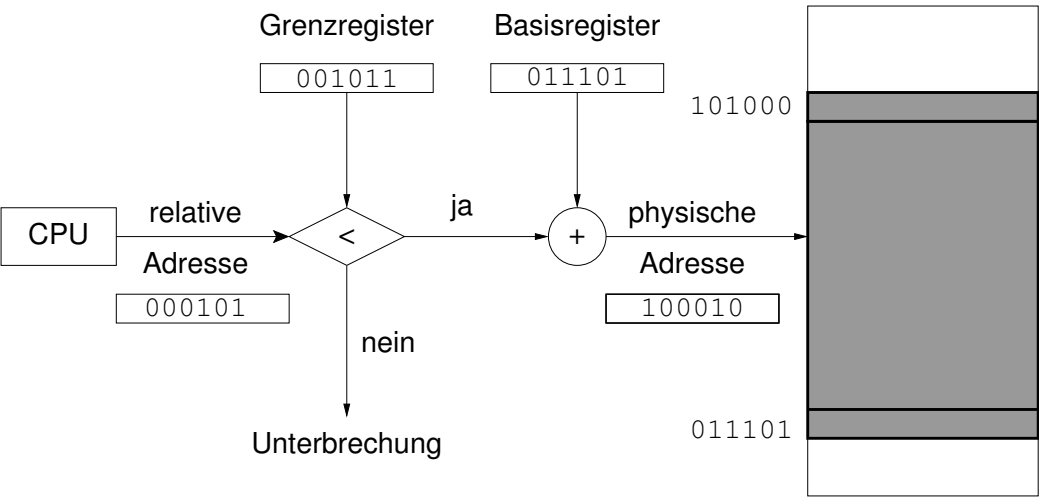 Grenzregister
Basisregister
001011
011101
101000
CPU
relative
Adresse
000101
<
ja
+
physische
Adresse
100010
nein
Unterbrechung
011101